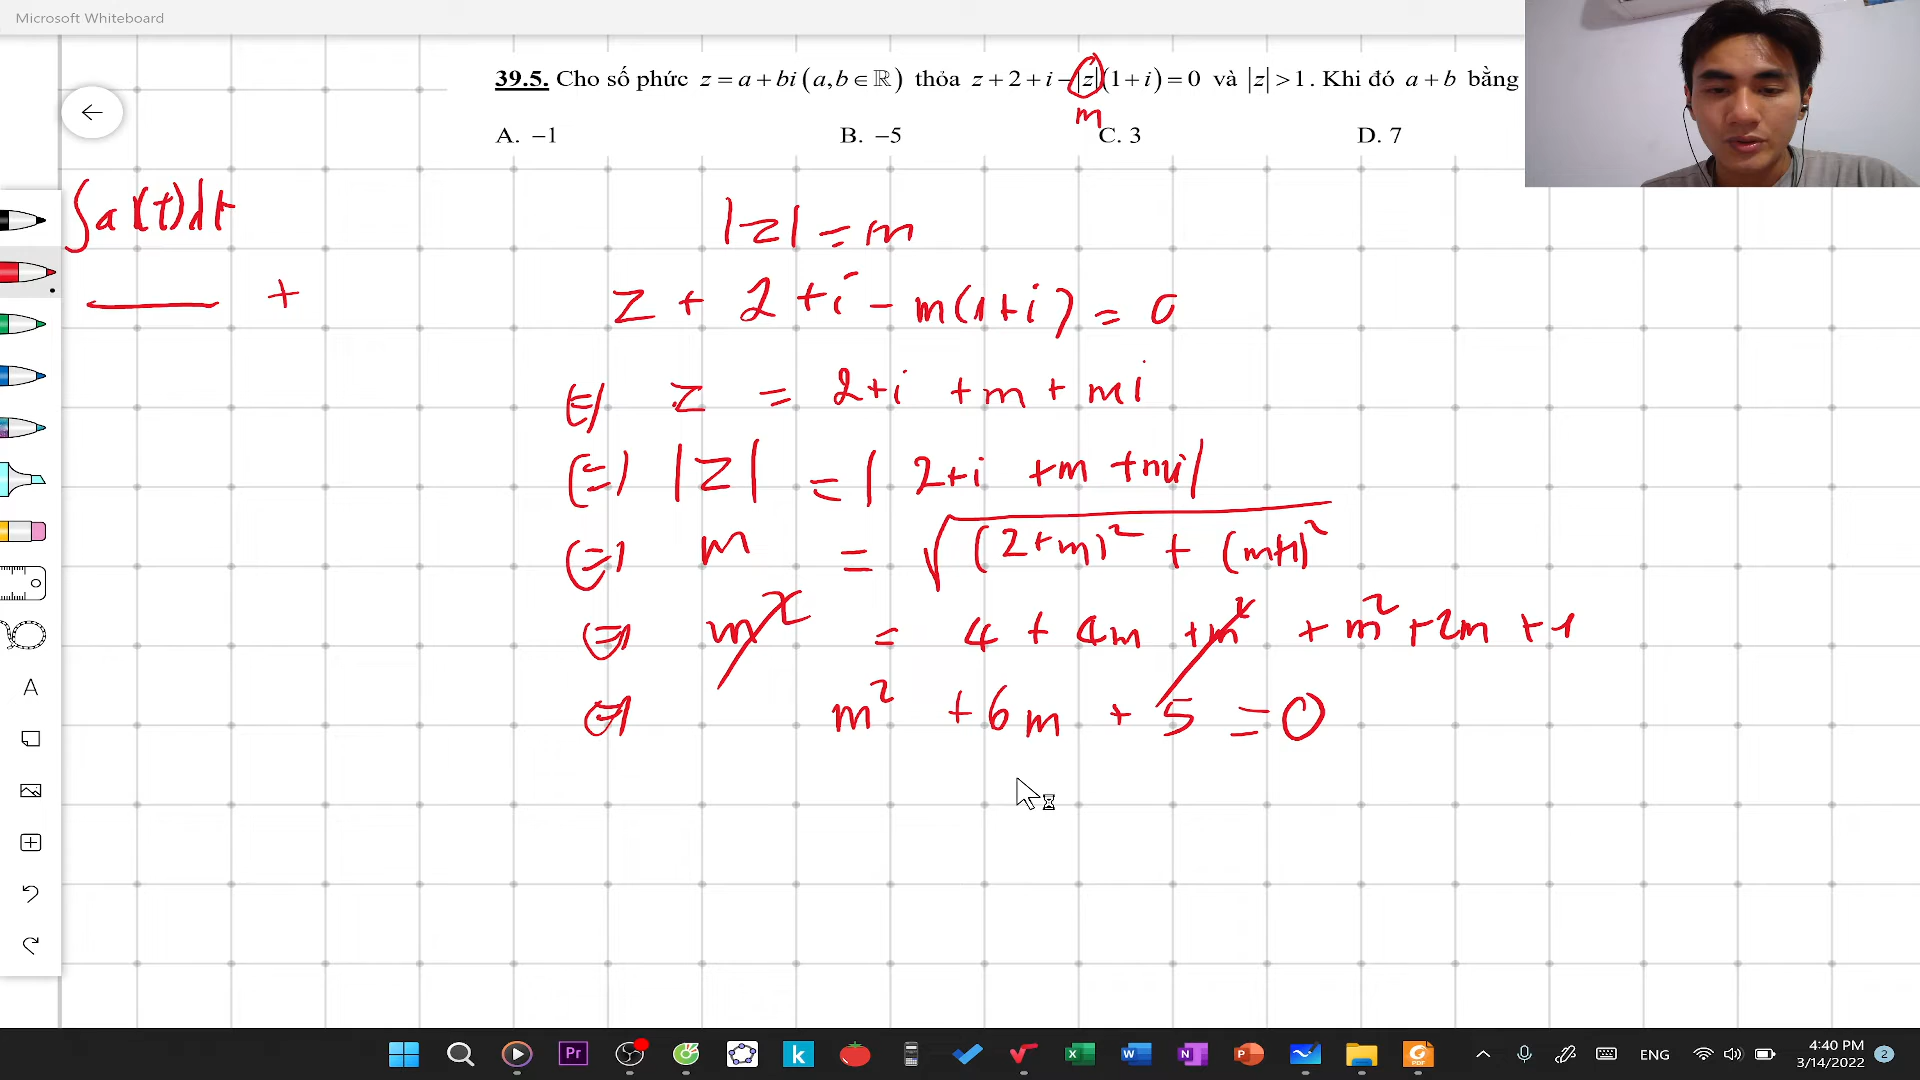 Microsoft Whiteboard
39.5. Cho số phức z = a + bi (a, b ∈ ℝ) thỏa z + 2 + i − |z|(1 + i) = 0 và |z| > 1. Khi đó a + b bằng
m
A. −1 B. −5 C. 3 D. 7
|z| = m
z + 2 + i − m(1+i) = 0
+
⇔ z = 2+i + m + mi
⇔ |z| = | 2+i + m + mi|
⇔ m = √((2+m)² + (m+1)²
⇔ m² = 4 + 4m + m² + m² + 2m + 1
⇔ m² + 6m + 5 = 0
A
Pr
k
ENG
4:40 PM
3/14/2022
2